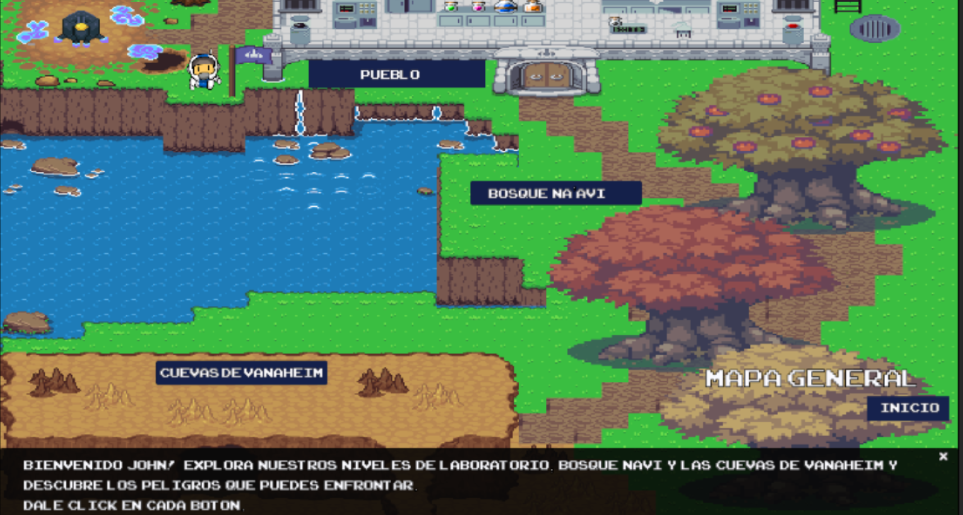 PUEBLO
BOSQUE NA AVI
CUEVAS DE VANAHEIM
MAPA GENERAL
INICIO
BIENVENIDO JOHN! EXPLORA NUESTROS NIVELES DE LABORATORIO. BOSQUE NAVI Y LAS CUEVAS DE VANAHEIM Y
DESCUBRE LOS PELIGROS QUE PUEDES ENFRONTAR.
DALE CLICK EN CADA BOTON.